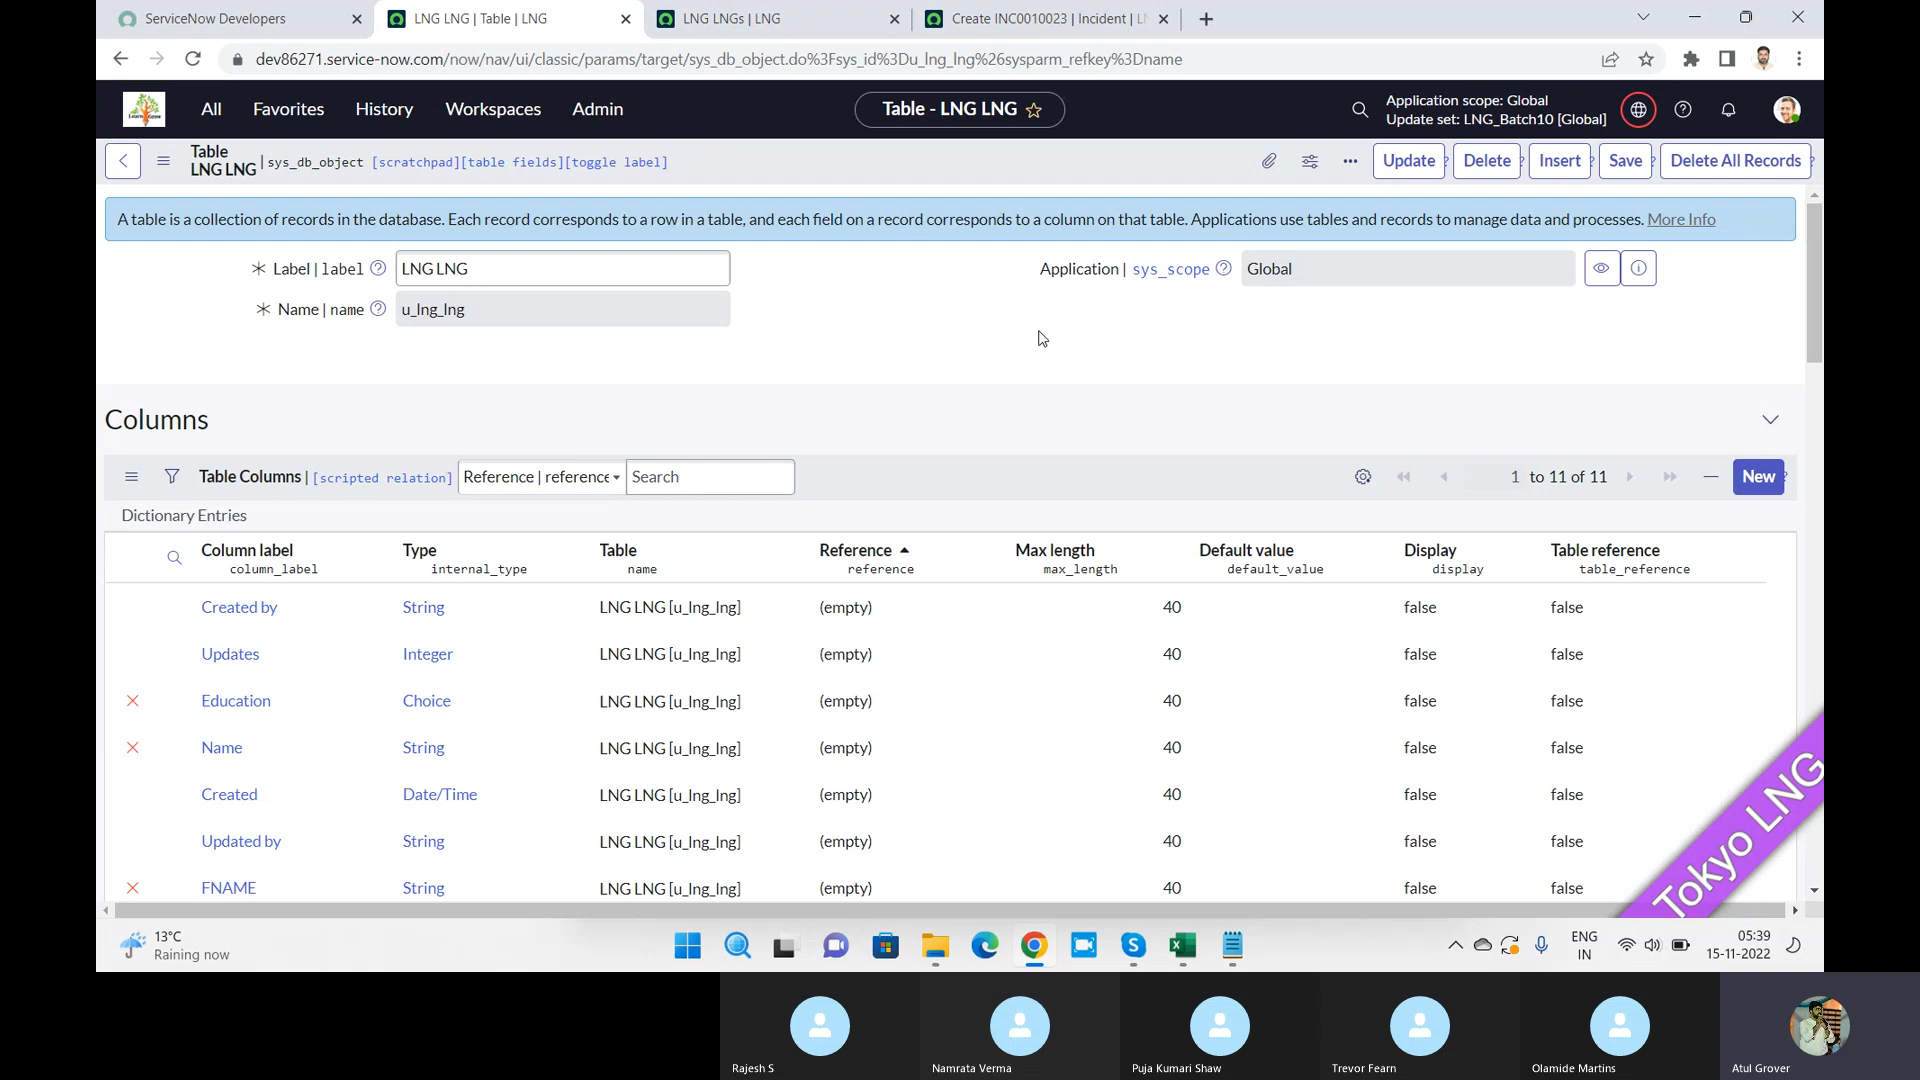 ServiceNow Developers
LNG LNG | Table | LNG
LNG LNGs | LNG
Create INC0010023 | Incident |
dev86271.service-now.com/now/nav/ui/classic/params/target/sys_db_object.do%3Fsys_id%3Du_lng_lng%26sysparm_refkey%3Dname
All Favorites History Workspaces Admin
Table - LNG LNG
Application scope: Global
Update set: LNG_Batch10 [Global]
Table
LNG LNG | sys_db_object [scratchpad][table fields][toggle label]
Update Delete Insert Save Delete All Records
A table is a collection of records in the database. Each record corresponds to a row in a table, and each field on a record corresponds to a column on that table. Applications use tables and records to manage data and processes. More Info
Label | label LNG LNG
Application | sys_scope Global
Name | name u_lng_lng
Columns
Table Columns | [scripted relation] Reference | reference Search 1 to 11 of 11 New
Dictionary Entries
Column label Type Table Reference Max length Default value Display Table reference
column_label internal_type name reference max_length default_value display table_reference
Created by String LNG LNG [u_lng_lng] (empty) 40 false false
Updates Integer LNG LNG [u_lng_lng] (empty) 40 false false
Education Choice LNG LNG [u_lng_lng] (empty) 40 false false
Name String LNG LNG [u_lng_lng] (empty) 40 false false
Created Date/Time LNG LNG [u_lng_lng] (empty) 40 false false
Updated by String LNG LNG [u_lng_lng] (empty) 40 false false
FNAME String LNG LNG [u_lng_lng] (empty) 40 false false
Tokyo LNG
13°C
Raining now
ENG
IN
05:39
15-11-2022
Rajesh S
Namrata Verma
Puja Kumari Shaw
Trevor Fearn
Olamide Martins
Atul Grover